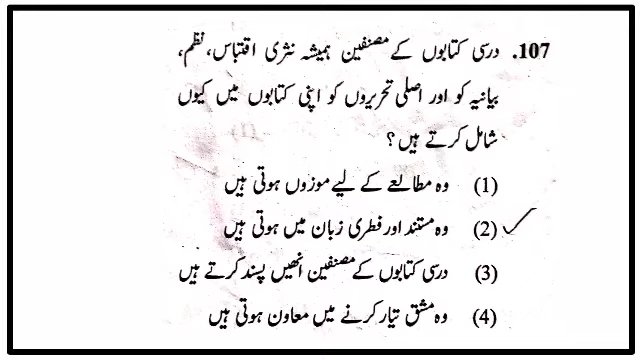 107. درسی کتابوں کے مصنفین ہمیشہ نثری اقتباس، نظم،
بیانیہ کو اور اصلی تحریروں کو اپنی کتابوں میں کیوں
شامل کرتے ہیں؟
(1) وہ مطالعے کے لیے موزوں ہوتی ہیں
(2) وہ مستند اور فطری زبان میں ہوتی ہیں
(3) درسی کتابوں کے مصنفین انھیں پسند کرتے ہیں
(4) وہ مشق تیار کرنے میں معاون ہوتی ہیں